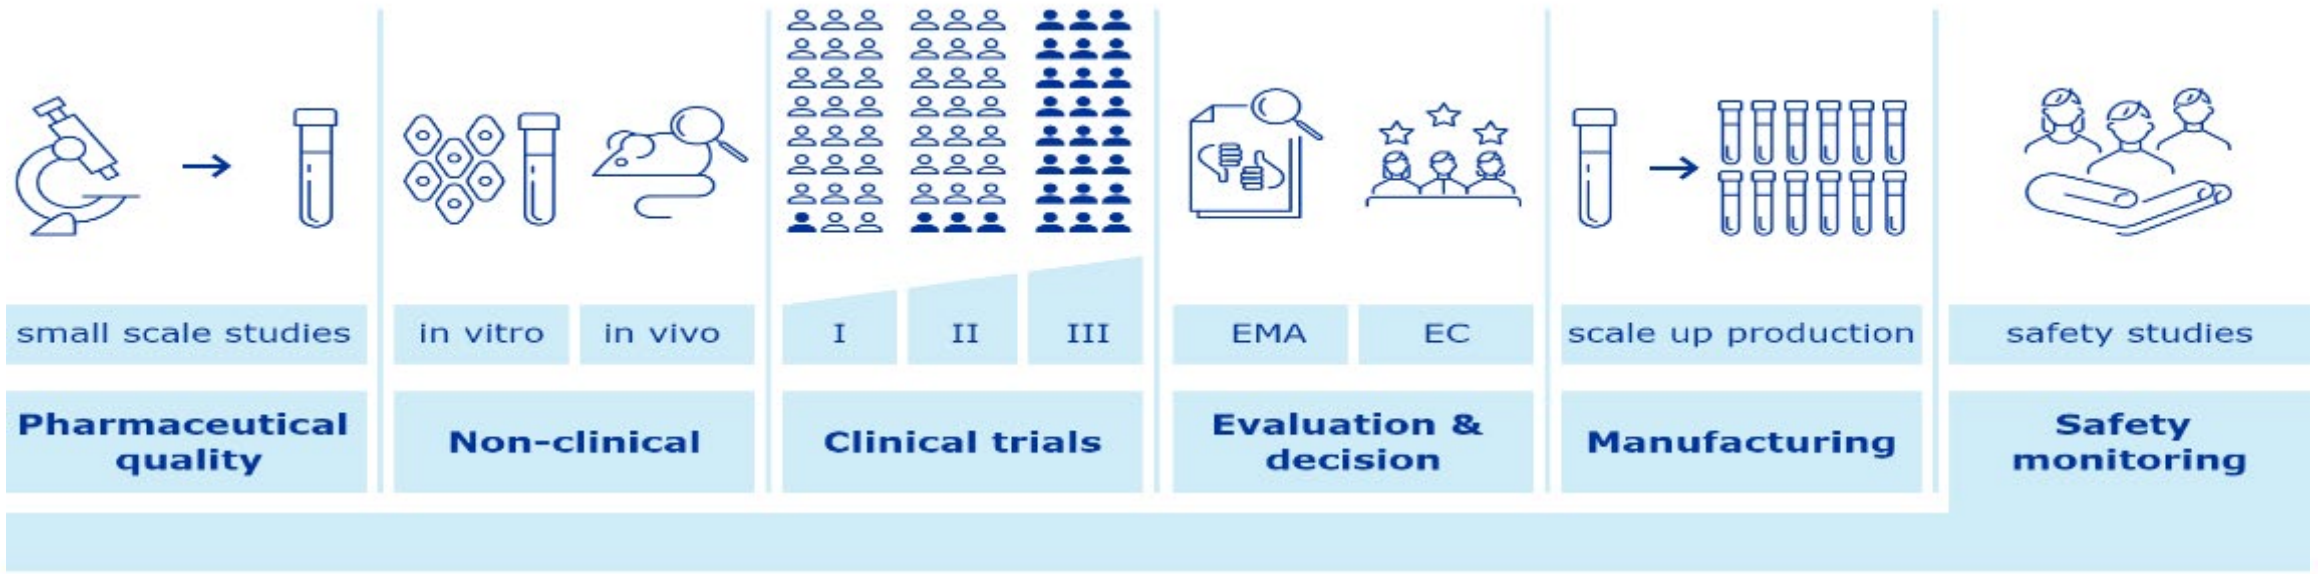 small scale studies
in vitro
in vivo
I
II
III
EMA
EC
scale up production
safety studies
Pharmaceutical
quality
Non-clinical
Clinical trials
Evaluation &
decision
Manufacturing
Safety
monitoring